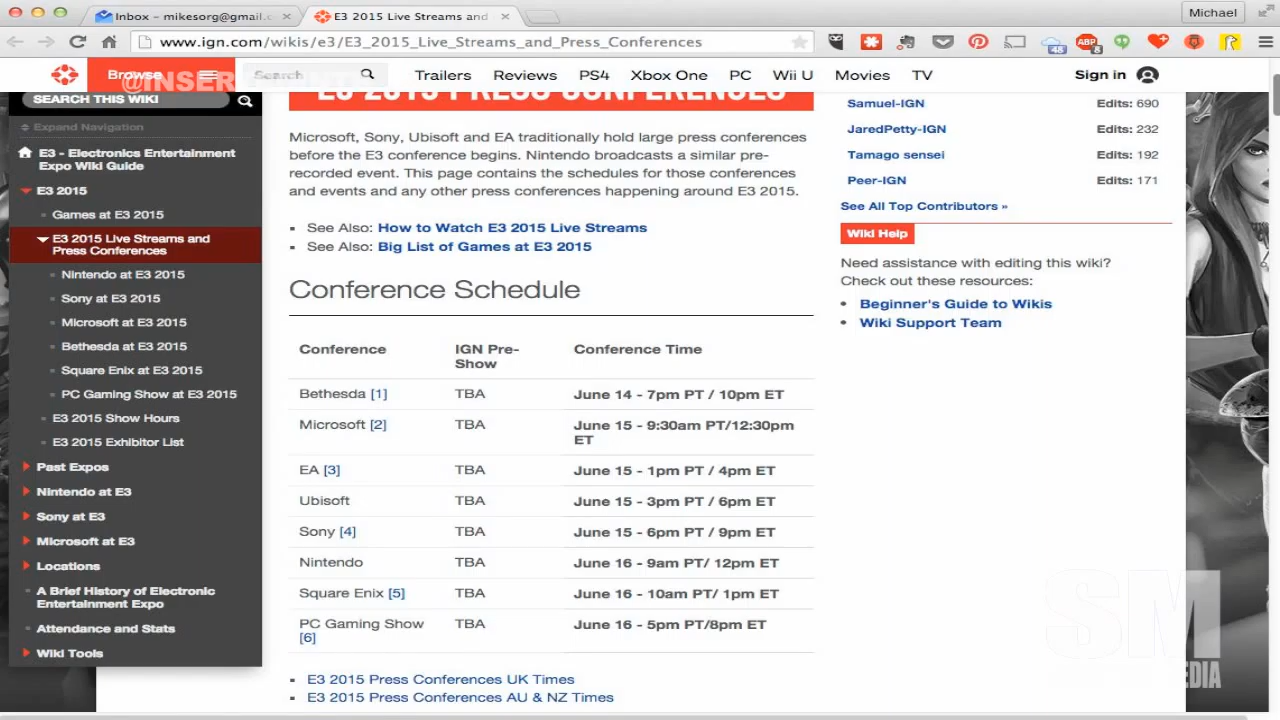 Inbox - mikesorg@gmail.c
E3 2015 Live Streams and
Michael
www.ign.com/wikis/e3/E3_2015_Live_Streams_and_Press_Conferences
48
ABP
8
Browse
@INSER
Search
Trailers
Reviews
PS4
Xbox One
PC
Wii U
Movies
TV
Sign in
SEARCH THIS WIKI
Expand Navigation
E3 - Electronics Entertainment
Expo Wiki Guide
E3 2015
Games at E3 2015
E3 2015 Live Streams and
Press Conferences
Nintendo at E3 2015
Sony at E3 2015
Microsoft at E3 2015
Bethesda at E3 2015
Square Enix at E3 2015
PC Gaming Show at E3 2015
E3 2015 Show Hours
E3 2015 Exhibitor List
Past Expos
Nintendo at E3
Sony at E3
Microsoft at E3
Locations
A Brief History of Electronic
Entertainment Expo
Attendance and Stats
Wiki Tools
E3 2015 PRESS CONFERENCES
Microsoft, Sony, Ubisoft and EA traditionally hold large press conferences
before the E3 conference begins. Nintendo broadcasts a similar pre-
recorded event. This page contains the schedules for those conferences
and events and any other press conferences happening around E3 2015.
See Also: How to Watch E3 2015 Live Streams
See Also: Big List of Games at E3 2015
Conference Schedule
Conference IGN Pre- Conference Time
Show
Bethesda [1] TBA June 14 - 7pm PT / 10pm ET
Microsoft [2] TBA June 15 - 9:30am PT/12:30pm
ET
EA [3] TBA June 15 - 1pm PT / 4pm ET
Ubisoft TBA June 15 - 3pm PT / 6pm ET
Sony [4] TBA June 15 - 6pm PT / 9pm ET
Nintendo TBA June 16 - 9am PT/ 12pm ET
Square Enix [5] TBA June 16 - 10am PT/ 1pm ET
PC Gaming Show TBA June 16 - 5pm PT/8pm ET
[6]
E3 2015 Press Conferences UK Times
E3 2015 Press Conferences AU & NZ Times
Samuel-IGN Edits: 690
JaredPetty-IGN Edits: 232
Tamago sensei Edits: 192
Peer-IGN Edits: 171
See All Top Contributors »
Wiki Help
Need assistance with editing this wiki?
Check out these resources:
Beginner's Guide to Wikis
Wiki Support Team
SM
EDIA